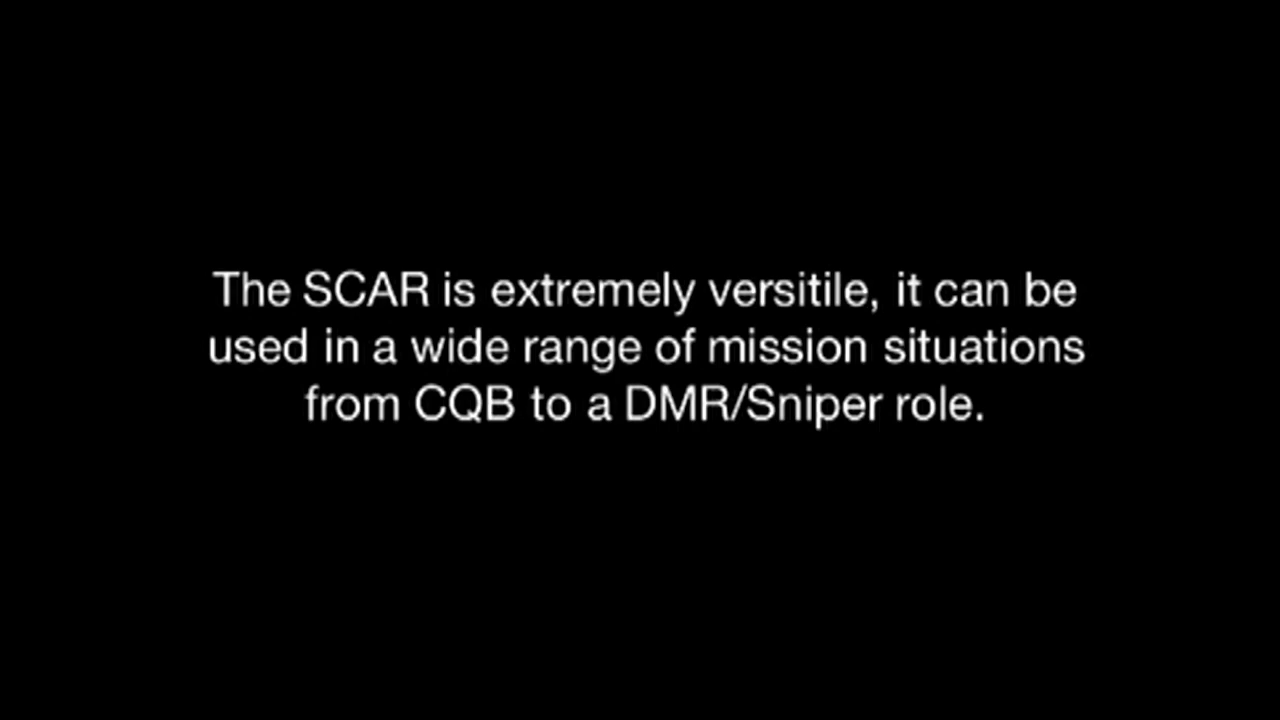 The SCAR is extremely versitile, it can be
used in a wide range of mission situations
from CQB to a DMR/Sniper role.